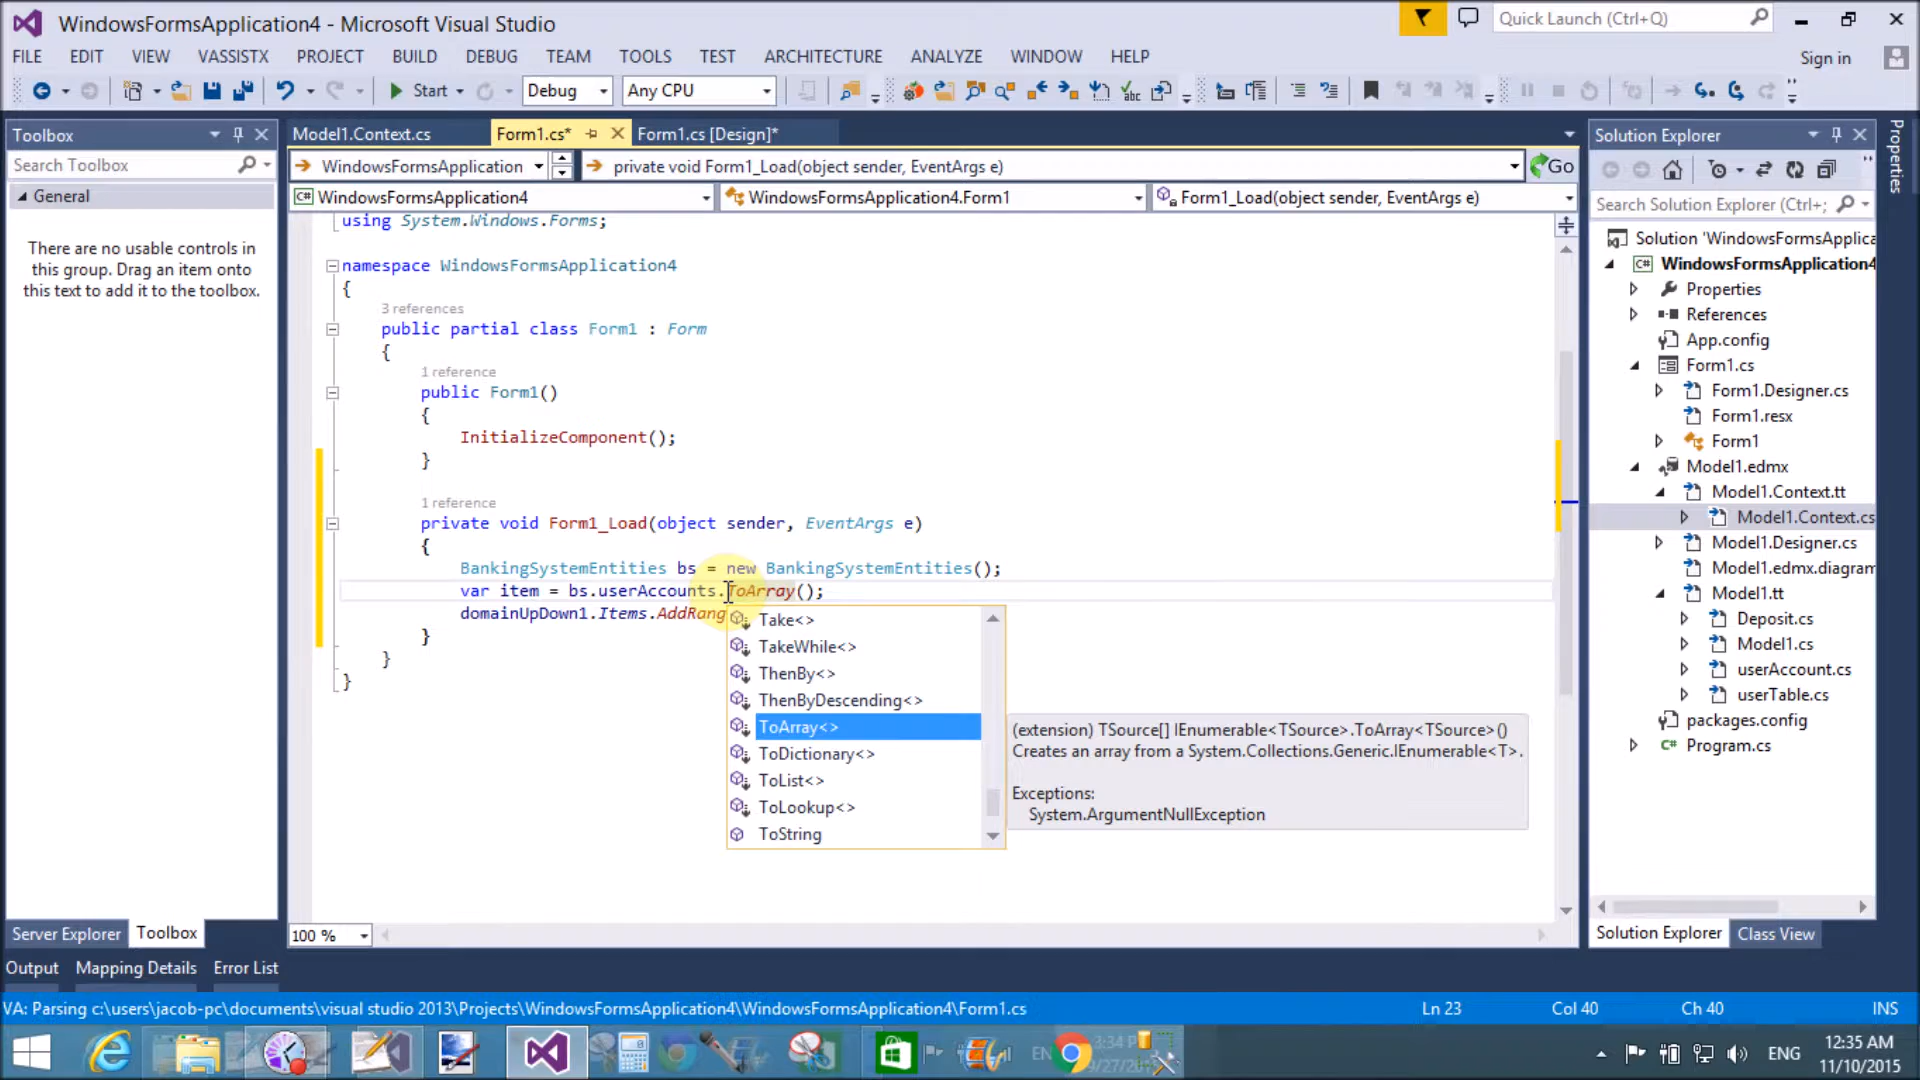 WindowsFormsApplication4 - Microsoft Visual Studio
Quick Launch (Ctrl+Q)
FILE EDIT VIEW VASSISTX PROJECT BUILD DEBUG TEAM TOOLS TEST ARCHITECTURE ANALYZE WINDOW HELP
Sign in
Start Debug Any CPU
Toolbox
Search Toolbox
General
There are no usable controls in
this group. Drag an item onto
this text to add it to the toolbox.
Server Explorer Toolbox
Model1.Context.cs Form1.cs* Form1.cs [Design]*
WindowsFormsApplication private void Form1_Load(object sender, EventArgs e) Go
WindowsFormsApplication4 WindowsFormsApplication4.Form1 Form1_Load(object sender, EventArgs e)
using System.Windows.Forms;
namespace WindowsFormsApplication4
{
3 references
public partial class Form1 : Form
{
1 reference
public Form1()
{
InitializeComponent();
}
1 reference
private void Form1_Load(object sender, EventArgs e)
{
BankingSystemEntities bs = new BankingSystemEntities();
var item = bs.userAccounts.ToArray();
domainUpDown1.Items.AddRang
}
}
}
Take<>
TakeWhile<>
ThenBy<>
ThenByDescending<>
ToArray<>
ToDictionary<>
ToList<>
ToLookup<>
ToString
(extension) TSource[] IEnumerable<TSource>.ToArray<TSource>()
Creates an array from a System.Collections.Generic.IEnumerable<T>.
Exceptions:
System.ArgumentNullException
100 %
Solution Explorer
Search Solution Explorer (Ctrl+;
Solution 'WindowsFormsApplica
WindowsFormsApplication4
Properties
References
App.config
Form1.cs
Form1.Designer.cs
Form1.resx
Form1
Model1.edmx
Model1.Context.tt
Model1.Context.cs
Model1.Designer.cs
Model1.edmx.diagram
Model1.tt
Deposit.cs
Model1.cs
userAccount.cs
userTable.cs
packages.config
Program.cs
Solution Explorer Class View
Properties
Output Mapping Details Error List
VA: Parsing c:\users\jacob-pc\documents\visual studio 2013\Projects\WindowsFormsApplication4\WindowsFormsApplication4\Form1.cs
Ln 23 Col 40 Ch 40 INS
EN 3:34 PM
9/27/2015
ENG
12:35 AM
11/10/2015